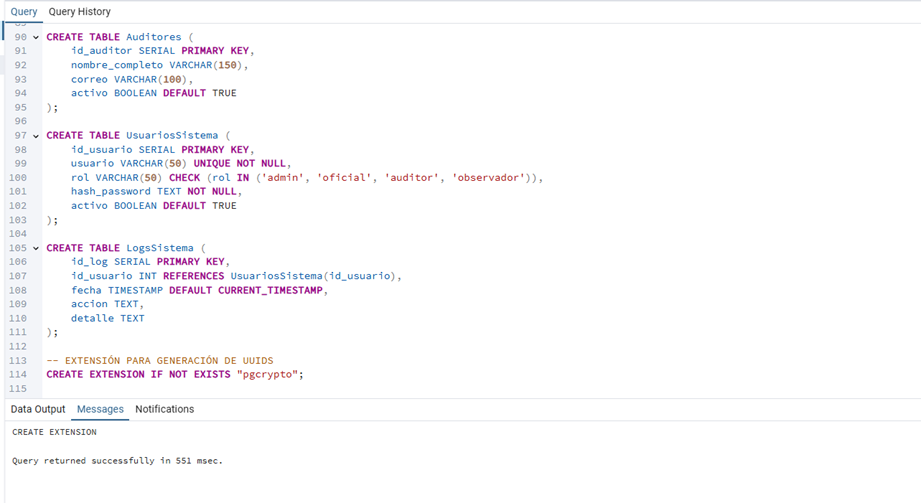 Query Query History
89
90 CREATE TABLE Auditores (
91 id_auditor SERIAL PRIMARY KEY,
92 nombre_completo VARCHAR(150),
93 correo VARCHAR(100),
94 activo BOOLEAN DEFAULT TRUE
95 );
96
97 CREATE TABLE UsuariosSistema (
98 id_usuario SERIAL PRIMARY KEY,
99 usuario VARCHAR(50) UNIQUE NOT NULL,
100 rol VARCHAR(50) CHECK (rol IN ('admin', 'oficial', 'auditor', 'observador')),
101 hash_password TEXT NOT NULL,
102 activo BOOLEAN DEFAULT TRUE
103 );
104
105 CREATE TABLE LogsSistema (
106 id_log SERIAL PRIMARY KEY,
107 id_usuario INT REFERENCES UsuariosSistema(id_usuario),
108 fecha TIMESTAMP DEFAULT CURRENT_TIMESTAMP,
109 accion TEXT,
110 detalle TEXT
111 );
112
113 -- EXTENSIÓN PARA GENERACIÓN DE UUIDS
114 CREATE EXTENSION IF NOT EXISTS "pgcrypto";
115
Data Output Messages Notifications
CREATE EXTENSION
Query returned successfully in 551 msec.